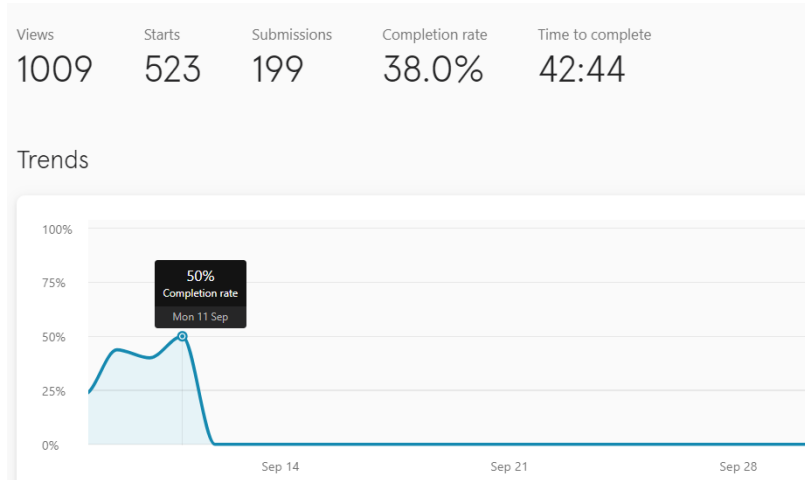 Views Starts Submissions Completion rate Time to complete
1009 523 199 38.0% 42:44
Trends
100%
75%
50%
Completion rate
Mon 11 Sep
50%
25%
0%
Sep 14 Sep 21 Sep 28